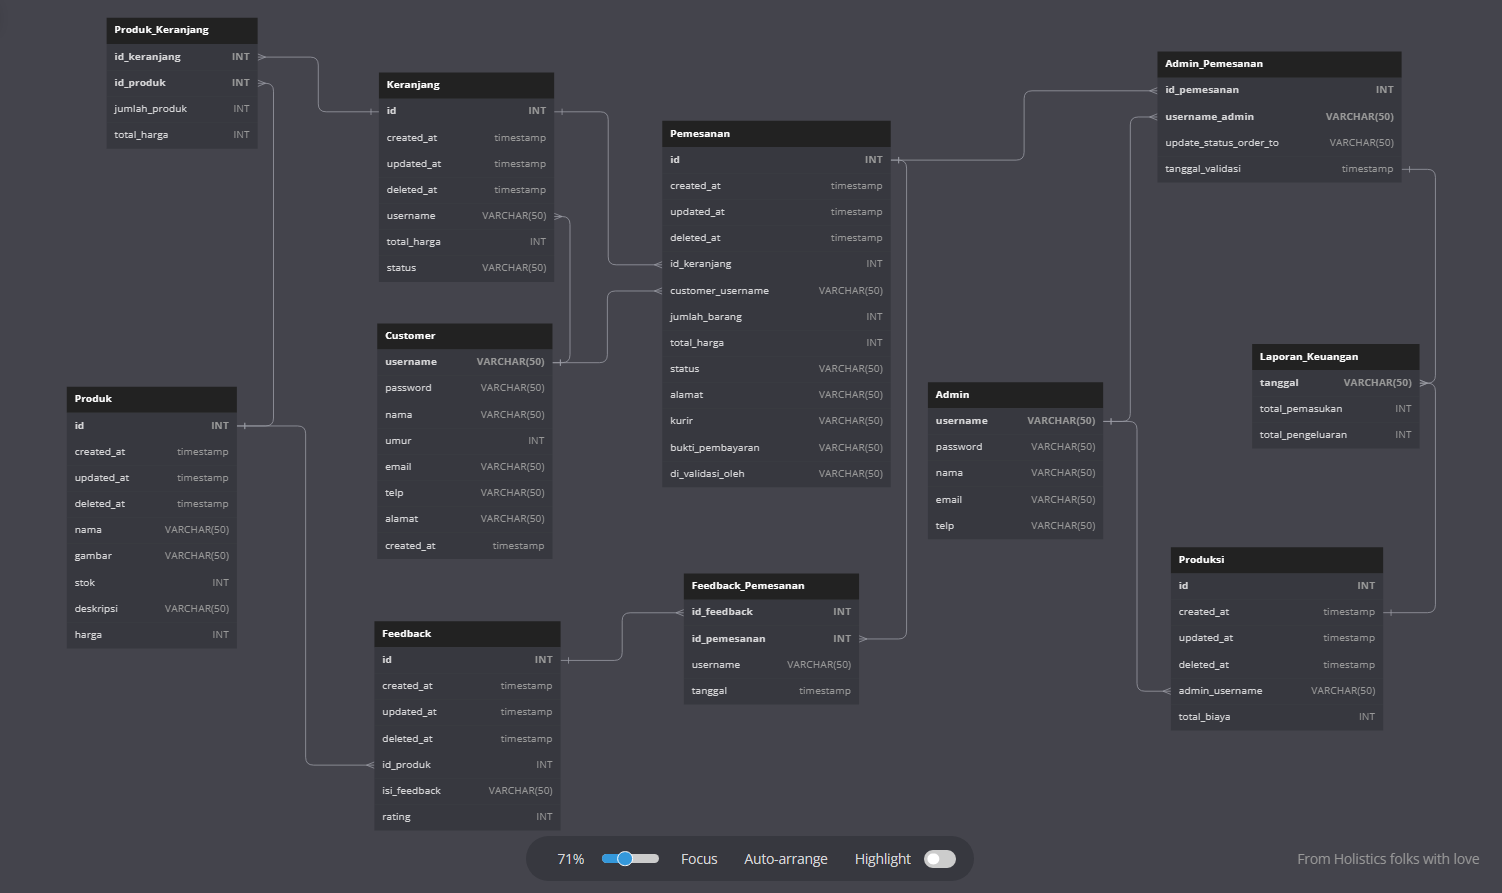 Produk_Keranjang
id_keranjang INT
id_produk INT
jumlah_produk INT
total_harga INT
Keranjang
id INT
created_at timestamp
updated_at timestamp
deleted_at timestamp
username VARCHAR(50)
total_harga INT
status VARCHAR(50)
Customer
username VARCHAR(50)
password VARCHAR(50)
nama VARCHAR(50)
umur INT
email VARCHAR(50)
telp VARCHAR(50)
alamat VARCHAR(50)
created_at timestamp
Produk
id INT
created_at timestamp
updated_at timestamp
deleted_at timestamp
nama VARCHAR(50)
gambar VARCHAR(50)
stok INT
deskripsi VARCHAR(50)
harga INT
Feedback
id INT
created_at timestamp
updated_at timestamp
deleted_at timestamp
id_produk INT
isi_feedback VARCHAR(50)
rating INT
Pemesanan
id INT
created_at timestamp
updated_at timestamp
deleted_at timestamp
id_keranjang INT
customer_username VARCHAR(50)
jumlah_barang INT
total_harga INT
status VARCHAR(50)
alamat VARCHAR(50)
kurir VARCHAR(50)
bukti_pembayaran VARCHAR(50)
di_validasi_oleh VARCHAR(50)
Feedback_Pemesanan
id_feedback INT
id_pemesanan INT
username VARCHAR(50)
tanggal timestamp
Admin_Pemesanan
id_pemesanan INT
username_admin VARCHAR(50)
update_status_order_to VARCHAR(50)
tanggal_validasi timestamp
Admin
username VARCHAR(50)
password VARCHAR(50)
nama VARCHAR(50)
email VARCHAR(50)
telp VARCHAR(50)
Laporan_Keuangan
tanggal VARCHAR(50)
total_pemasukan INT
total_pengeluaran INT
Produksi
id INT
created_at timestamp
updated_at timestamp
deleted_at timestamp
admin_username VARCHAR(50)
total_biaya INT
71% Focus Auto-arrange Highlight
From Holistics folks with love